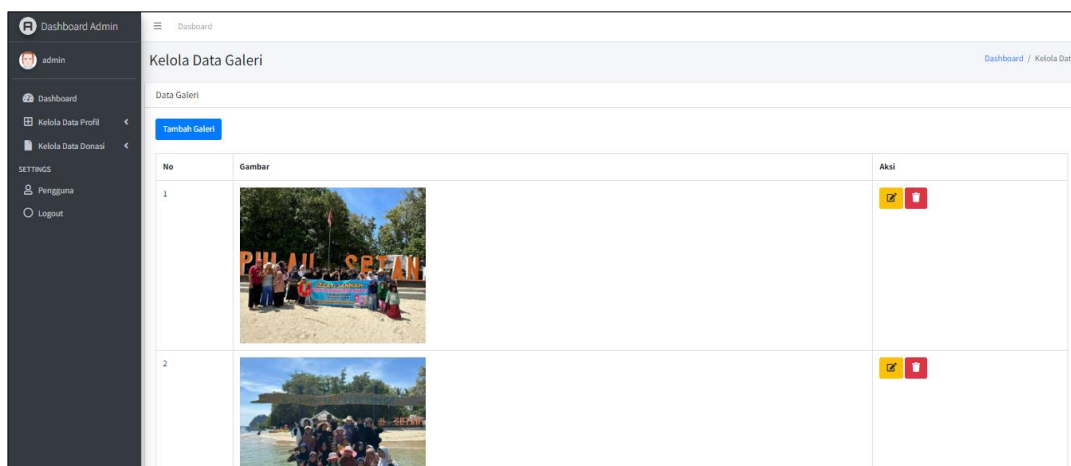 Dashboard Admin
admin
Dashboard
Kelola Data Profil
Kelola Data Donasi
SETTINGS
Pengguna
Logout
Dasboard
Kelola Data Galeri
Dashboard / Kelola Dat
Data Galeri
Tambah Galeri
No Gambar Aksi
1
PULAU SETAN
2